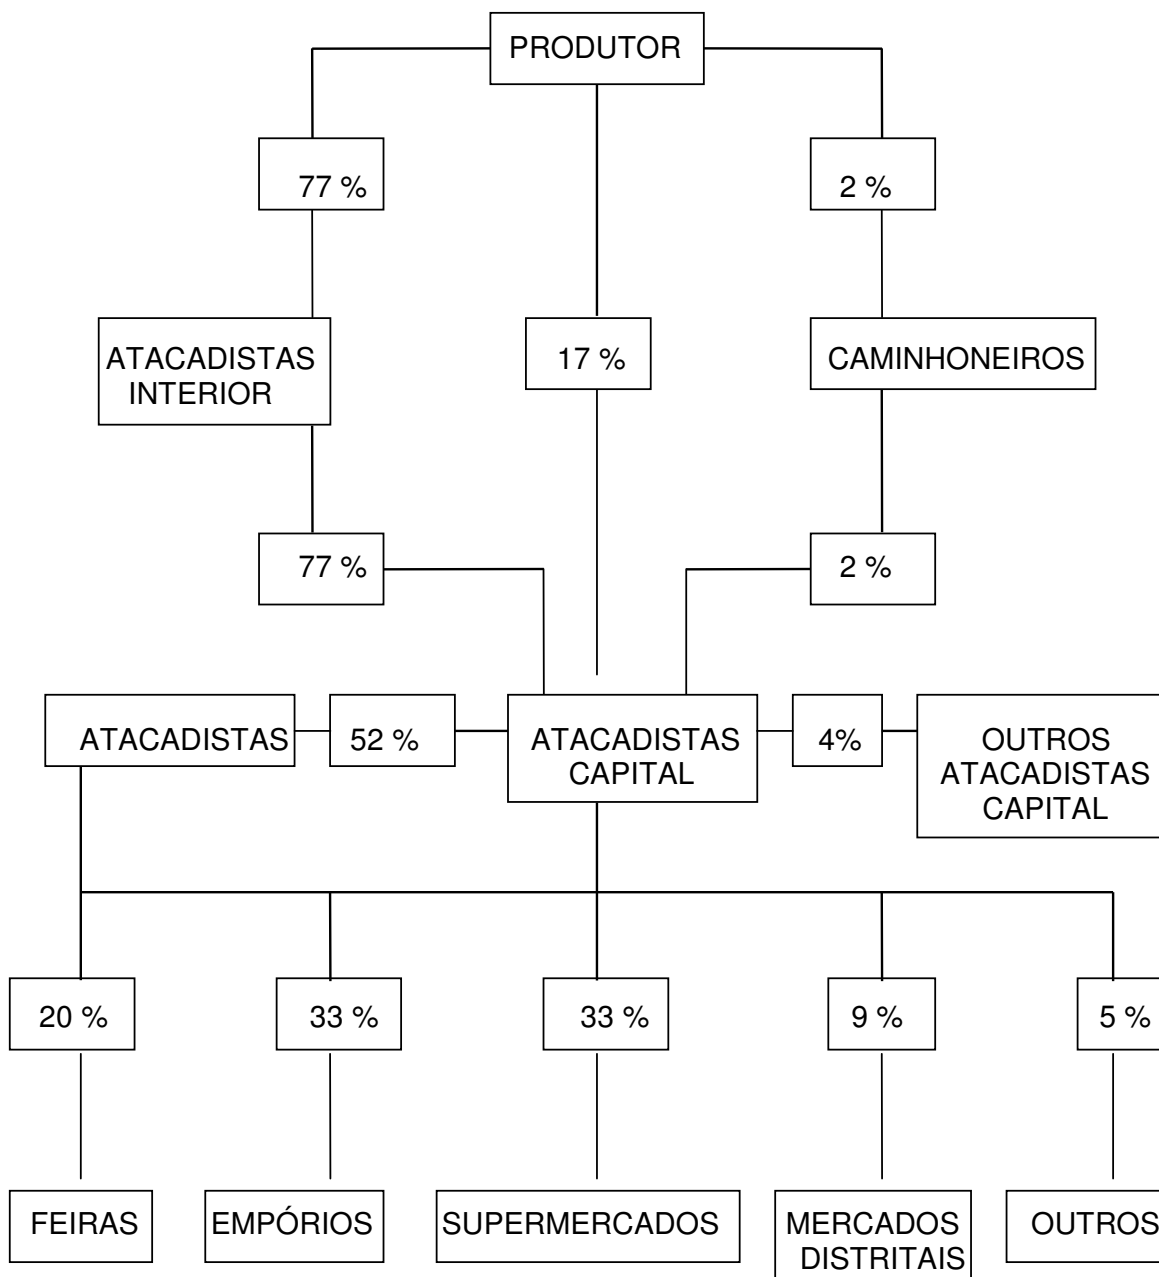 PRODUTOR
77 %
2 %
ATACADISTAS
INTERIOR
17 %
CAMINHONEIROS
77 %
2 %
ATACADISTAS
52 %
ATACADISTAS
CAPITAL
4%
OUTROS
ATACADISTAS
CAPITAL
20 %
33 %
33 %
9 %
5 %
FEIRAS
EMPÓRIOS
SUPERMERCADOS
MERCADOS
DISTRITAIS
OUTROS